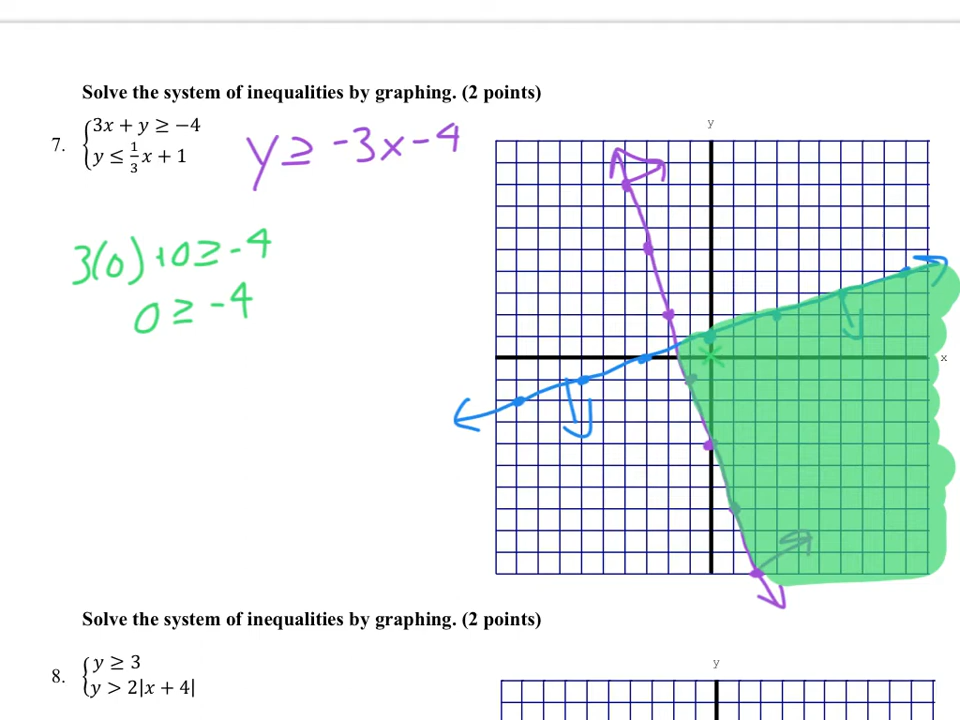 Solve the system of inequalities by graphing. (2 points)
7. {3x + y ≥ −4
y ≤ 1/3 x + 1
y ≥ -3x - 4
3(0) + 0 ≥ -4
0 ≥ -4
y
x
Solve the system of inequalities by graphing. (2 points)
8. {y ≥ 3
y > 2|x + 4|
y